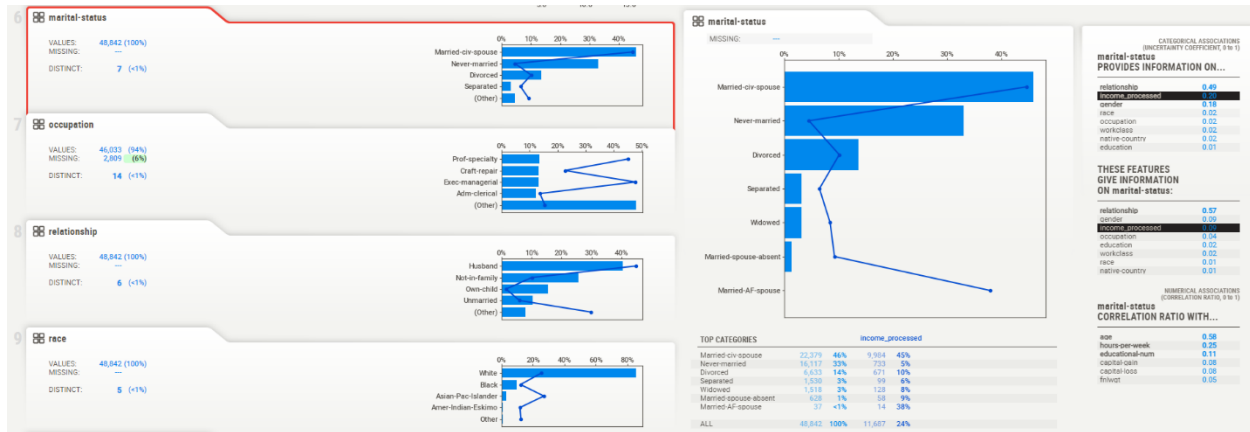 5.0 10.0 15.0
6 marital-status
VALUES: 48,842 (100%)
MISSING: ---
DISTINCT: 7 (<1%)
0% 10% 20% 30% 40%
Married-civ-spouse
Never-married
Divorced
Separated
(Other)
7 occupation
VALUES: 46,033 (94%)
MISSING: 2,809 (6%)
DISTINCT: 14 (<1%)
0% 10% 20% 30% 40% 50%
Prof-specialty
Craft-repair
Exec-managerial
Adm-clerical
(Other)
8 relationship
VALUES: 48,842 (100%)
MISSING: ---
DISTINCT: 6 (<1%)
0% 10% 20% 30% 40%
Husband
Not-in-family
Own-child
Unmarried
(Other)
9 race
VALUES: 48,842 (100%)
MISSING: ---
DISTINCT: 5 (<1%)
0% 20% 40% 60% 80%
White
Black
Asian-Pac-Islander
Amer-Indian-Eskimo
Other
marital-status
MISSING: ---
0% 10% 20% 30% 40%
Married-civ-spouse
Never-married
Divorced
Separated
Widowed
Married-spouse-absent
Married-AF-spouse
TOP CATEGORIES income_processed
Married-civ-spouse 22,379 46% 9,984 45%
Never-married 16,117 33% 733 5%
Divorced 6,633 14% 671 10%
Separated 1,530 3% 99 6%
Widowed 1,518 3% 128 8%
Married-spouse-absent 628 1% 58 9%
Married-AF-spouse 37 <1% 14 38%
ALL 48,842 100% 11,687 24%
CATEGORICAL ASSOCIATIONS
(UNCERTAINTY COEFFICIENT, 0 to 1)
marital-status
PROVIDES INFORMATION ON...
relationship 0.49
income_processed 0.20
gender 0.18
race 0.02
occupation 0.02
workclass 0.02
native-country 0.02
education 0.01
THESE FEATURES
GIVE INFORMATION
ON marital-status:
relationship 0.57
gender 0.09
income_processed 0.09
occupation 0.04
education 0.02
workclass 0.02
race 0.01
native-country 0.01
NUMERICAL ASSOCIATIONS
(CORRELATION RATIO, 0 to 1)
marital-status
CORRELATION RATIO WITH...
age 0.58
hours-per-week 0.25
educational-num 0.11
capital-gain 0.08
capital-loss 0.08
fnlwgt 0.05